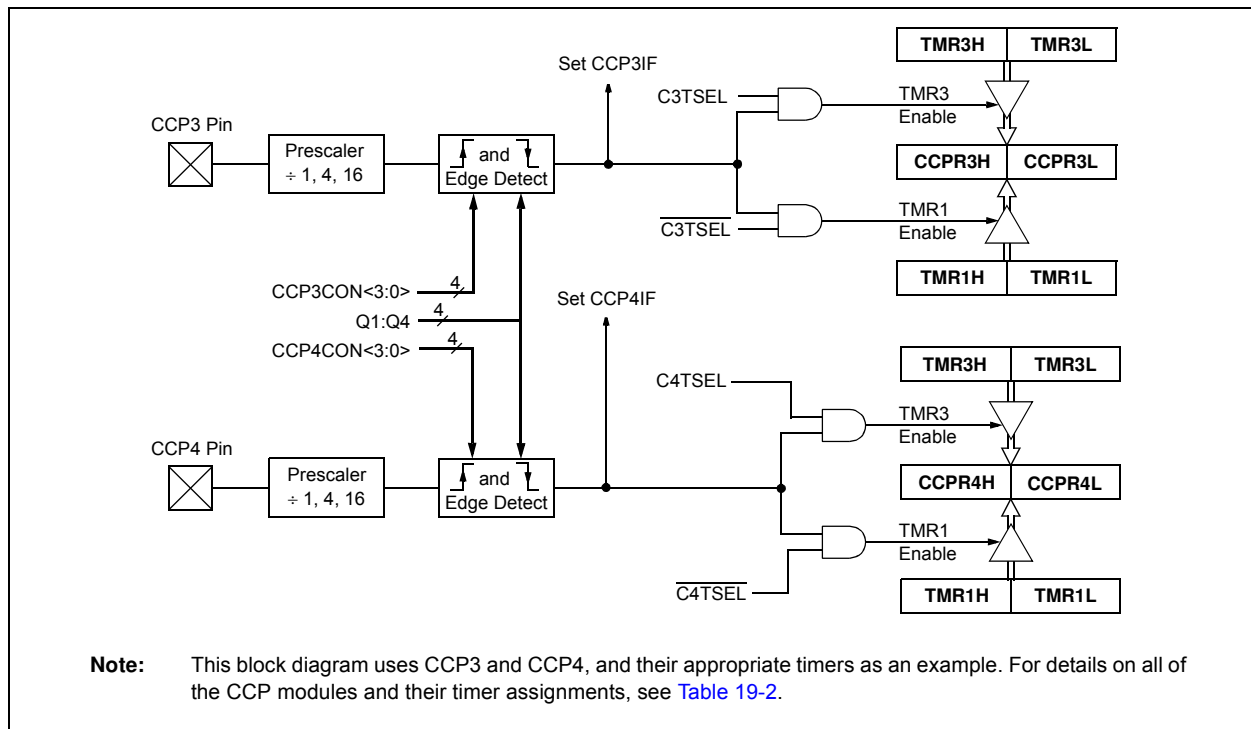 TMR3H TMR3L
Set CCP3IF
C3TSEL
TMR3
Enable
CCP3 Pin
Prescaler
÷ 1, 4, 16
and
Edge Detect
CCPR3H CCPR3L
C3TSEL
TMR1
Enable
TMR1H TMR1L
CCP3CON<3:0> 4
Q1:Q4 4
CCP4CON<3:0> 4
Set CCP4IF
TMR3H TMR3L
C4TSEL
TMR3
Enable
CCP4 Pin
Prescaler
÷ 1, 4, 16
and
Edge Detect
CCPR4H CCPR4L
TMR1
Enable
C4TSEL
TMR1H TMR1L
Note: This block diagram uses CCP3 and CCP4, and their appropriate timers as an example. For details on all of
the CCP modules and their timer assignments, see Table 19-2.